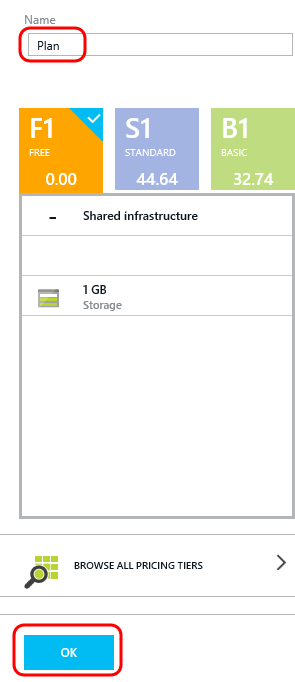 Name
Plan
F1 S1 B1
FREE STANDARD BASIC
0.00 44.64 32.74
- Shared infrastructure
1 GB
Storage
BROWSE ALL PRICING TIERS
OK